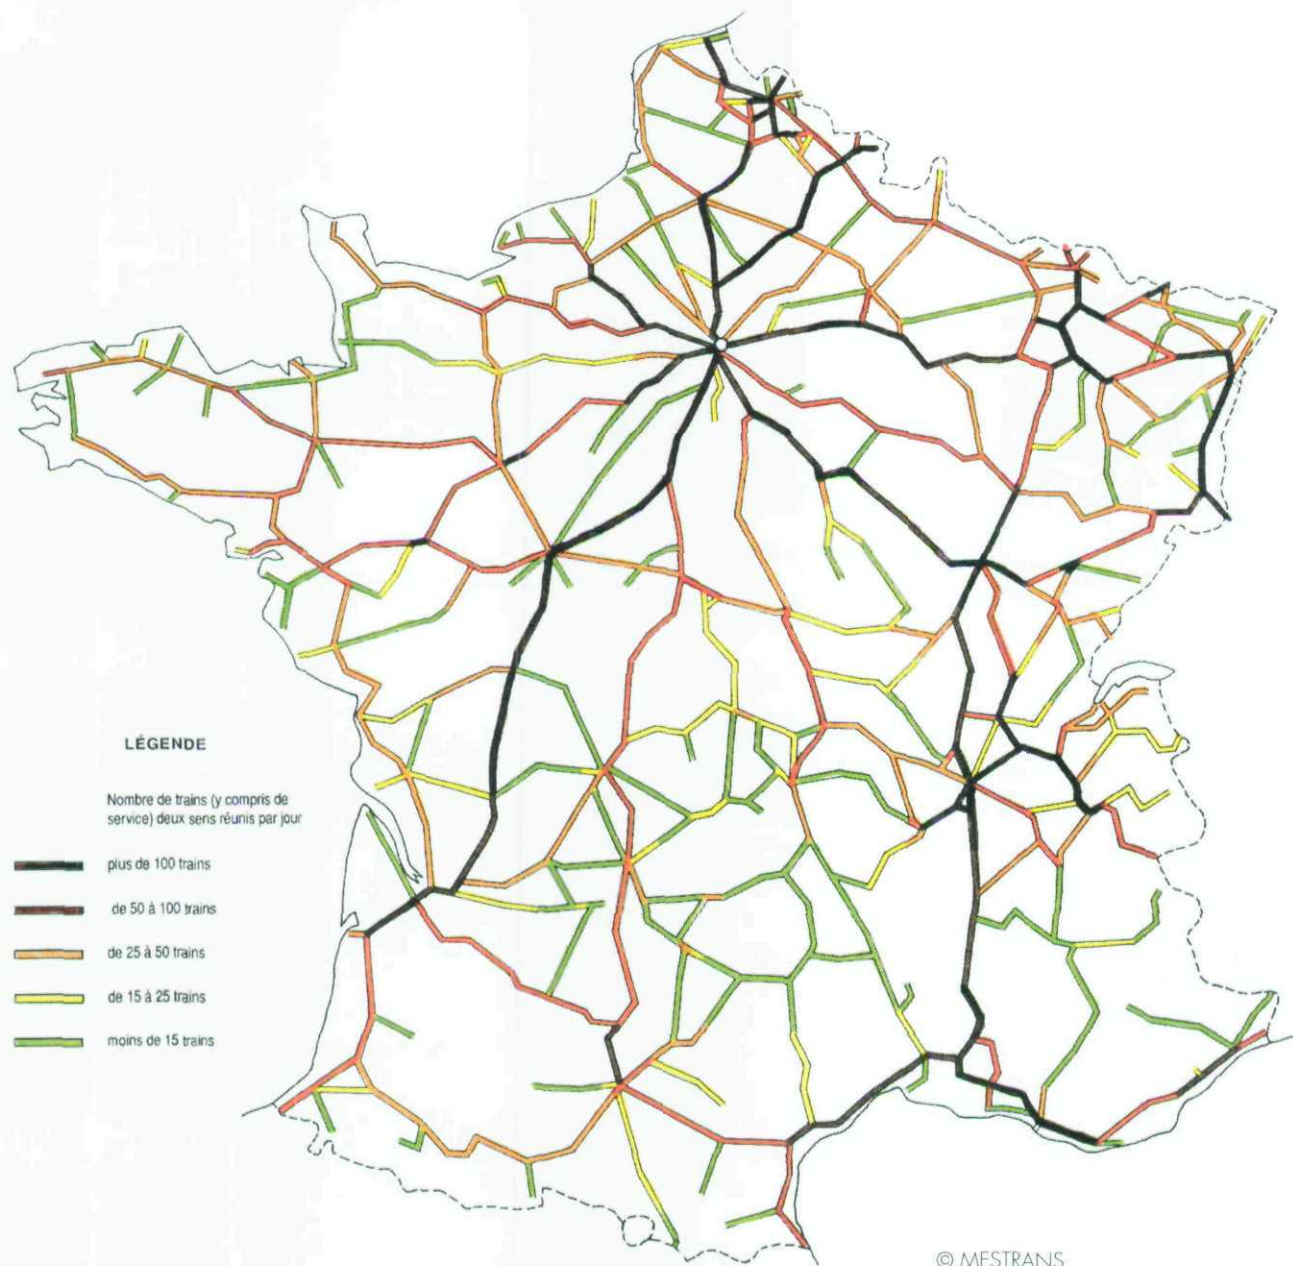 LÉGENDE
Nombre de trains (y compris de
service) deux sens réunis par jour
plus de 100 trains
de 50 à 100 trains
de 25 à 50 trains
de 15 à 25 trains
moins de 15 trains
© MESTRANS